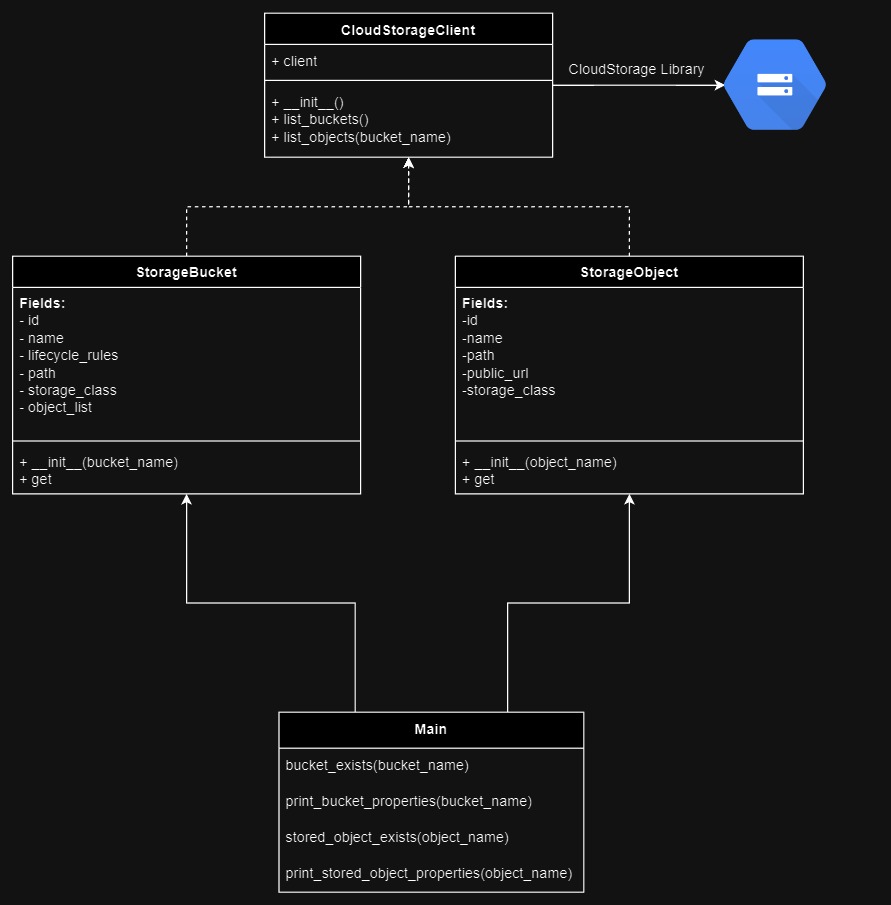 CloudStorageClient
+ client
CloudStorage Library
+ __init__()
+ list_buckets()
+ list_objects(bucket_name)
StorageBucket
Fields:
- id
- name
- lifecycle_rules
- path
- storage_class
- object_list
+ __init__(bucket_name)
+ get
StorageObject
Fields:
-id
-name
-path
-public_url
-storage_class
+ __init__(object_name)
+ get
Main
bucket_exists(bucket_name)
print_bucket_properties(bucket_name)
stored_object_exists(object_name)
print_stored_object_properties(object_name)